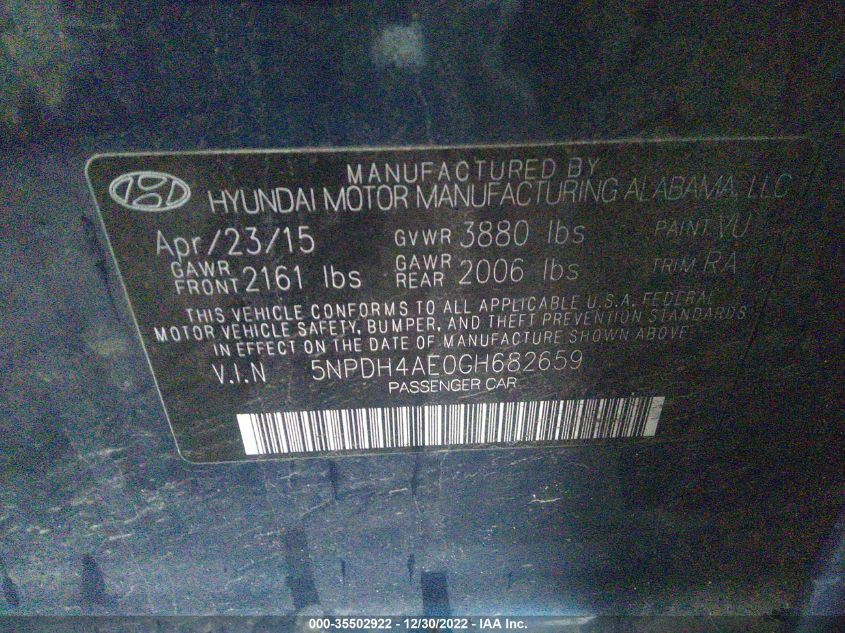 MANUFACTURED BY
HYUNDAI MOTOR MANUFACTURING ALABAMA, LLC
Apr/23/15 GVWR 3880 lbs PAINT VU
GAWR FRONT 2161 lbs GAWR REAR 2006 lbs TRIM RA
THIS VEHICLE CONFORMS TO ALL APPLICABLE U.S.A. FEDERAL
MOTOR VEHICLE SAFETY, BUMPER, AND THEFT PREVENTION STANDARDS
IN EFFECT ON THE DATE OF MANUFACTURE SHOWN ABOVE
V.I.N 5NPDH4AE0GH682659
PASSENGER CAR
000-35502922 - 12/30/2022 - IAA Inc.